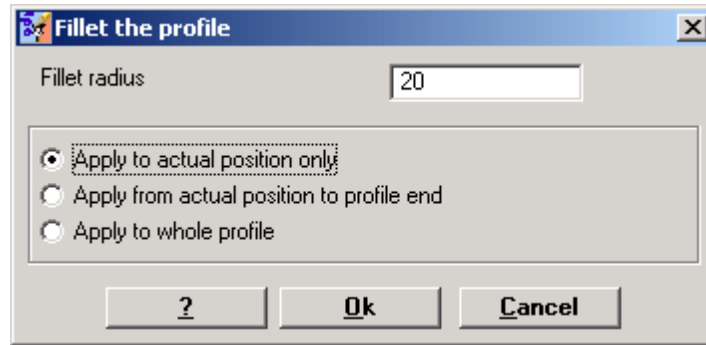 Fillet the profile
Fillet radius 20
Apply to actual position only
Apply from actual position to profile end
Apply to whole profile
? Ok Cancel